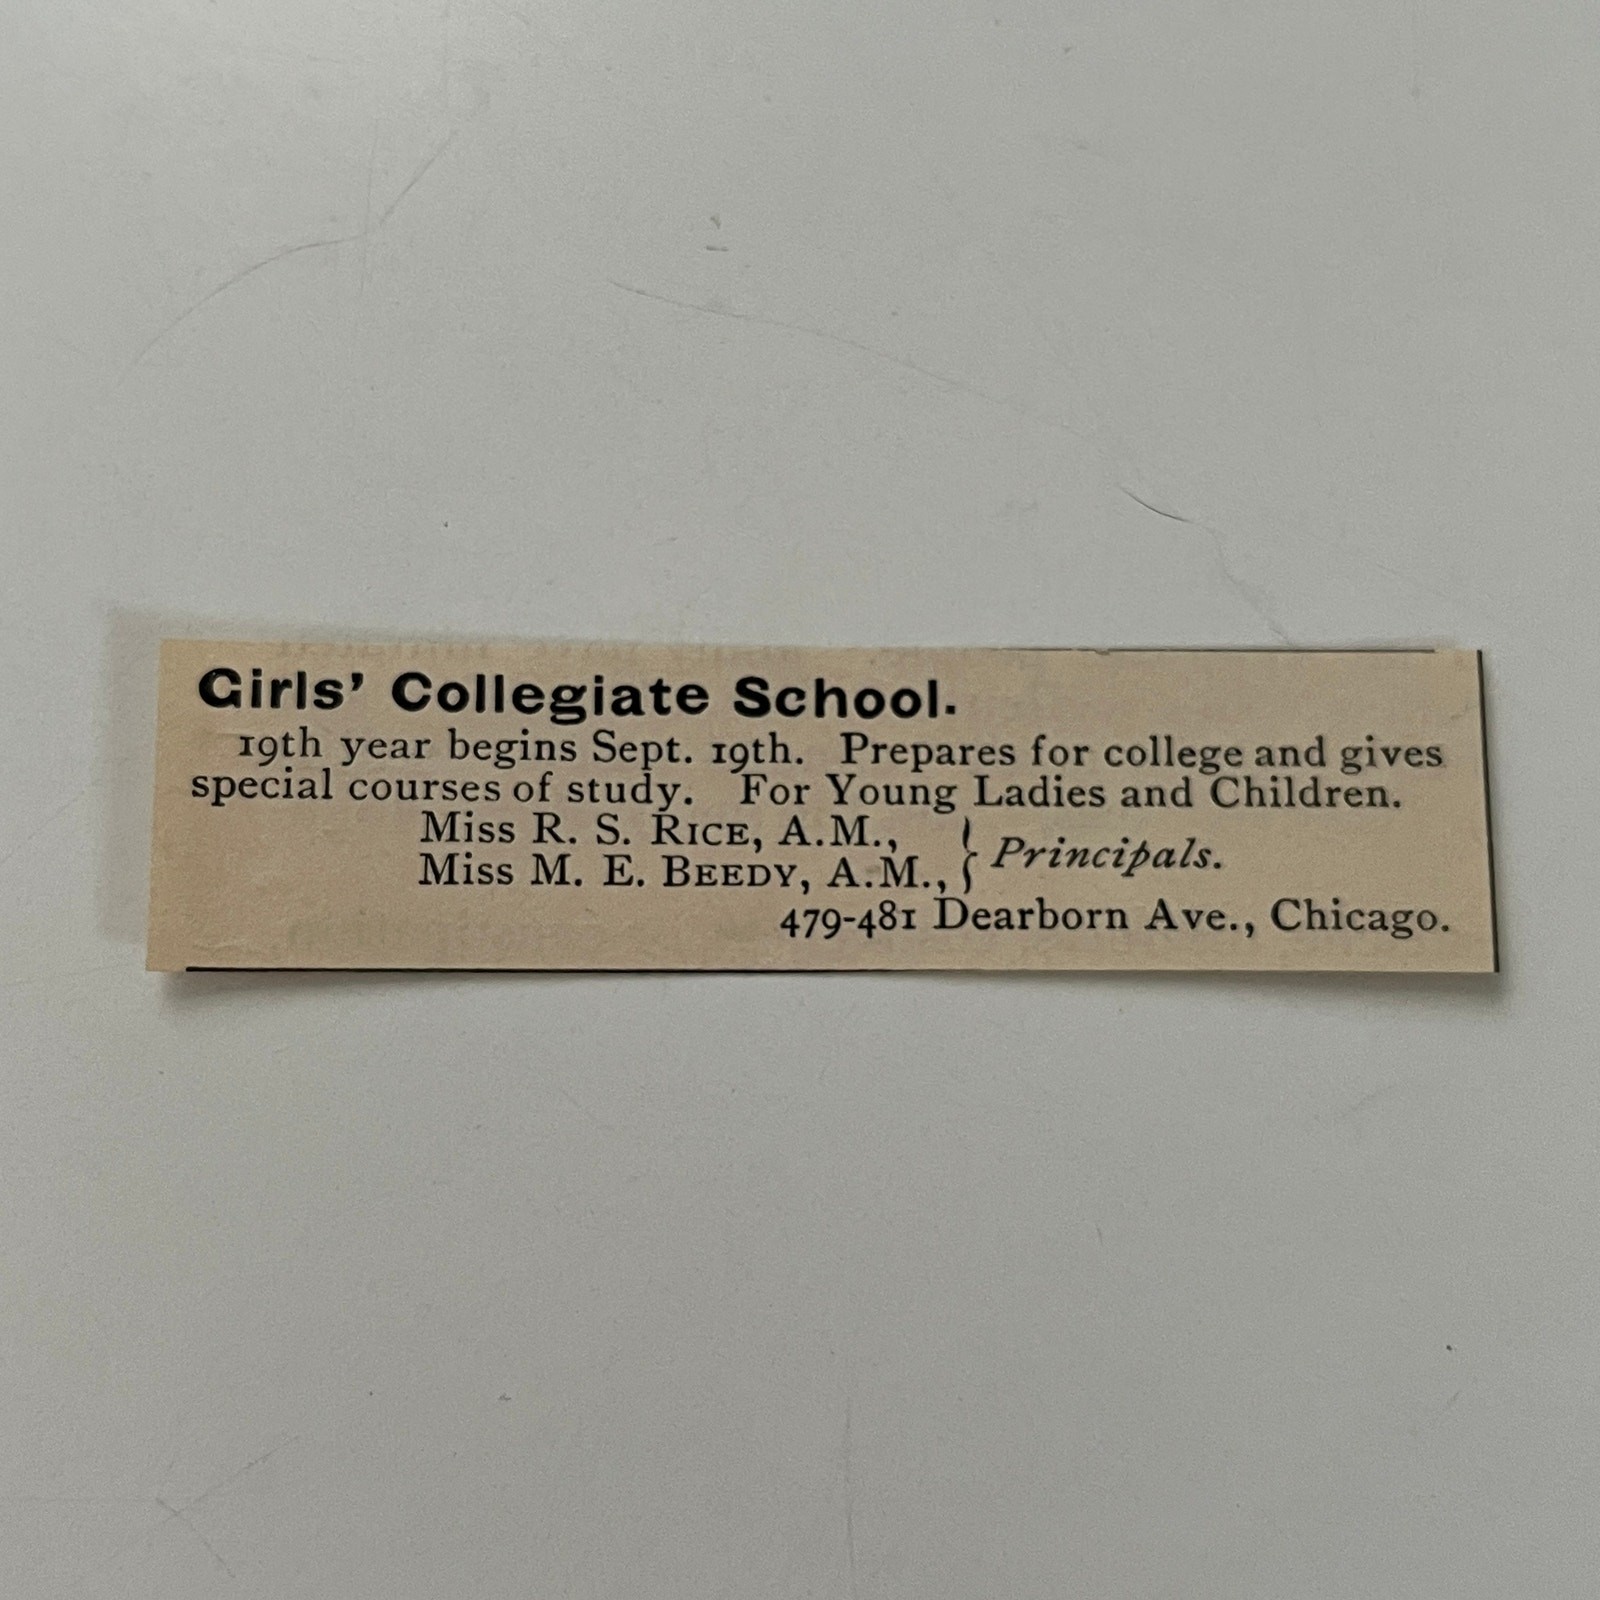 Girls' Collegiate School.
19th year begins Sept. 19th. Prepares for college and gives
special courses of study. For Young Ladies and Children.
Miss R. S. RICE, A.M., } Principals.
Miss M. E. BEEDY, A.M.,
479-481 Dearborn Ave., Chicago.